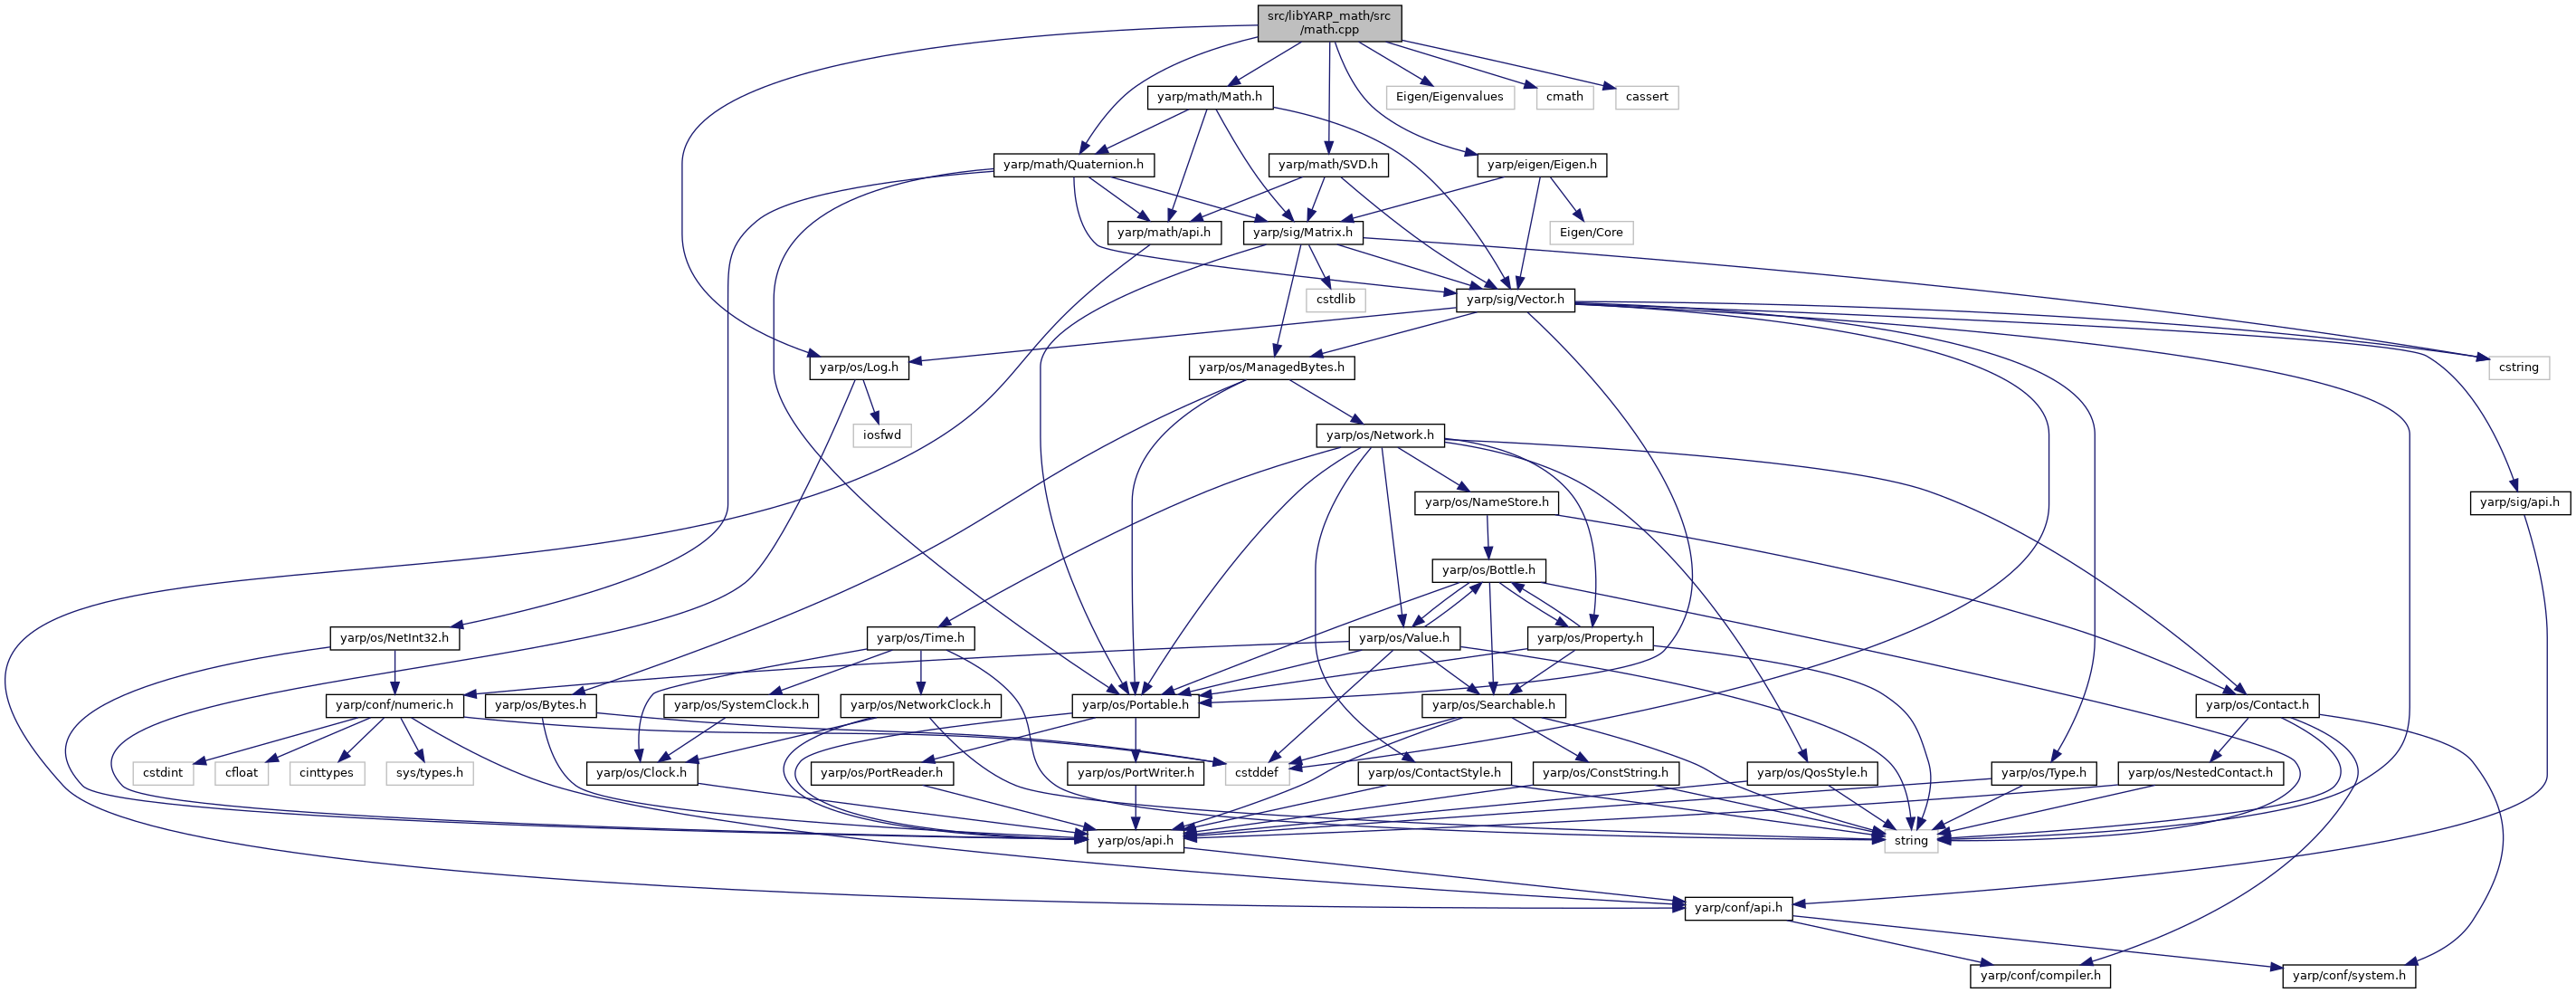 src/libYARP_math/src
/math.cpp
yarp/math/Math.h
Eigen/Eigenvalues
cmath
cassert
yarp/math/Quaternion.h
yarp/math/SVD.h
yarp/eigen/Eigen.h
yarp/math/api.h
yarp/sig/Matrix.h
Eigen/Core
cstdlib
yarp/sig/Vector.h
yarp/os/Log.h
yarp/os/ManagedBytes.h
cstring
iosfwd
yarp/os/Network.h
yarp/os/NameStore.h
yarp/sig/api.h
yarp/os/Bottle.h
yarp/os/NetInt32.h
yarp/os/Time.h
yarp/os/Value.h
yarp/os/Property.h
yarp/conf/numeric.h
yarp/os/Bytes.h
yarp/os/SystemClock.h
yarp/os/NetworkClock.h
yarp/os/Portable.h
yarp/os/Searchable.h
yarp/os/Contact.h
cstdint
cfloat
cinttypes
sys/types.h
yarp/os/Clock.h
yarp/os/PortReader.h
yarp/os/PortWriter.h
cstddef
yarp/os/ContactStyle.h
yarp/os/ConstString.h
yarp/os/QosStyle.h
yarp/os/Type.h
yarp/os/NestedContact.h
yarp/os/api.h
string
yarp/conf/api.h
yarp/conf/compiler.h
yarp/conf/system.h